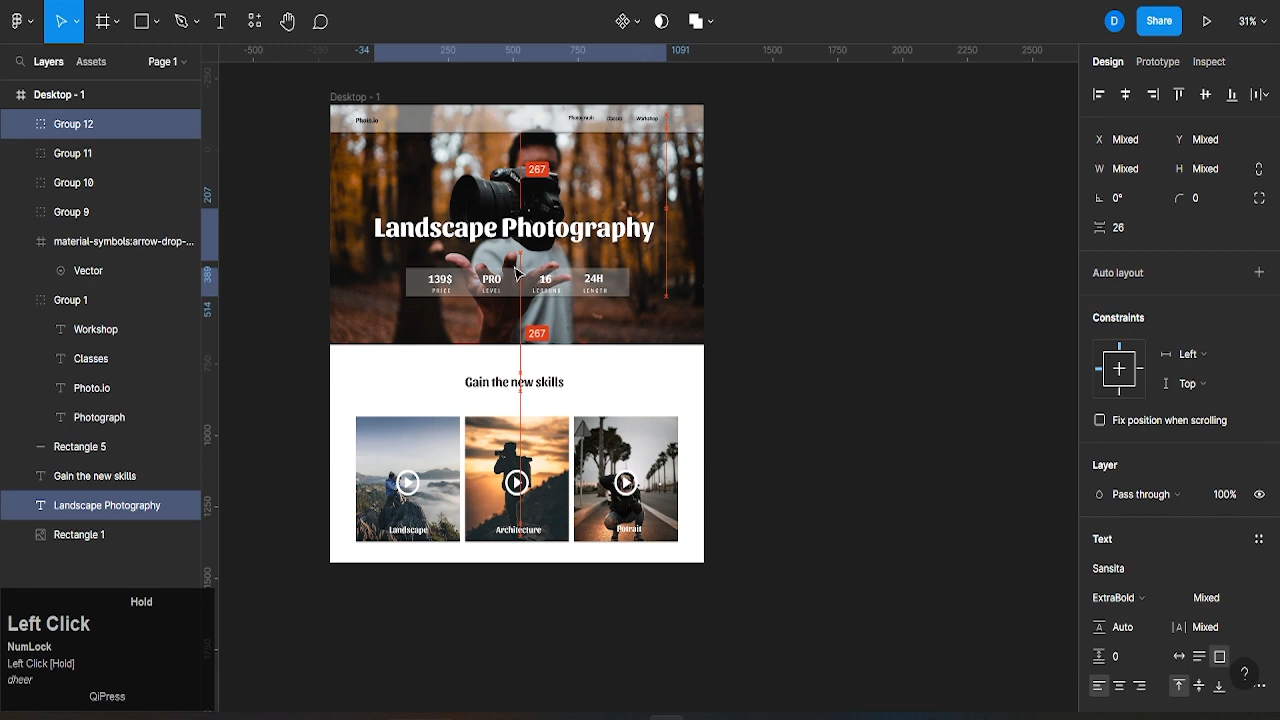 D
Share
31%
-500
-250
-34
250
500
750
1091
1500
1750
2000
2250
2500
Layers
Assets
Page 1
Design
Prototype
Inspect
Desktop - 1
Desktop - 1
Group 12
Group 11
Group 10
Group 9
material-symbols:arrow-drop-...
Vector
Group 1
Workshop
Classes
Photo.io
Photograph
Rectangle 5
Gain the new skills
Landscape Photography
Rectangle 1
-250
0
207
389
514
750
1000
1250
1500
1750
Photo.io
Photograph
Classes
Workshop
267
Landscape Photography
139$
PRO
16
24H
PRICE
LEVEL
LESSONS
LENGTH
267
Gain the new skills
Landscape
Architecture
Potrait
X Mixed
Y Mixed
W Mixed
H Mixed
0°
0
26
Auto layout
Constraints
Left
Top
Fix position when scrolling
Layer
Pass through
100%
Text
Sansita
ExtraBold
Mixed
Auto
Mixed
0
?
Hold
Left Click
NumLock
Left Click [Hold]
dheer
QiPress